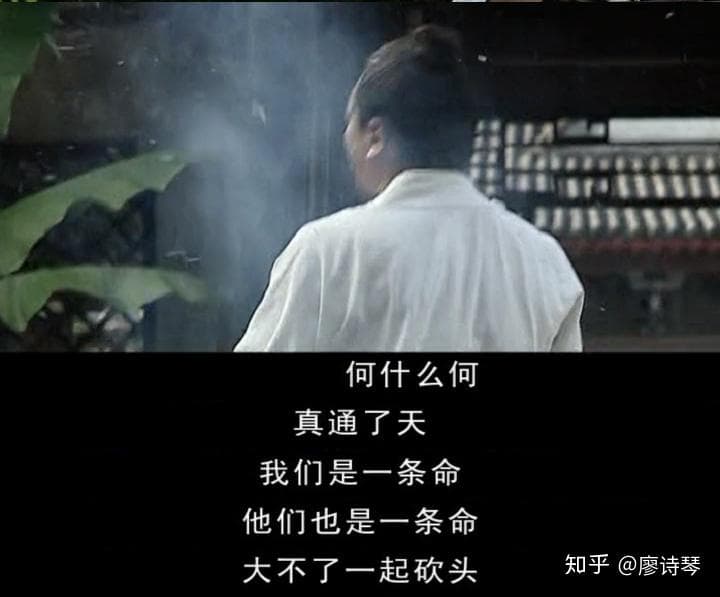 何什么何
真通了天
我们是一条命
他们也是一条命
大不了一起砍头
知乎 @廖诗琴